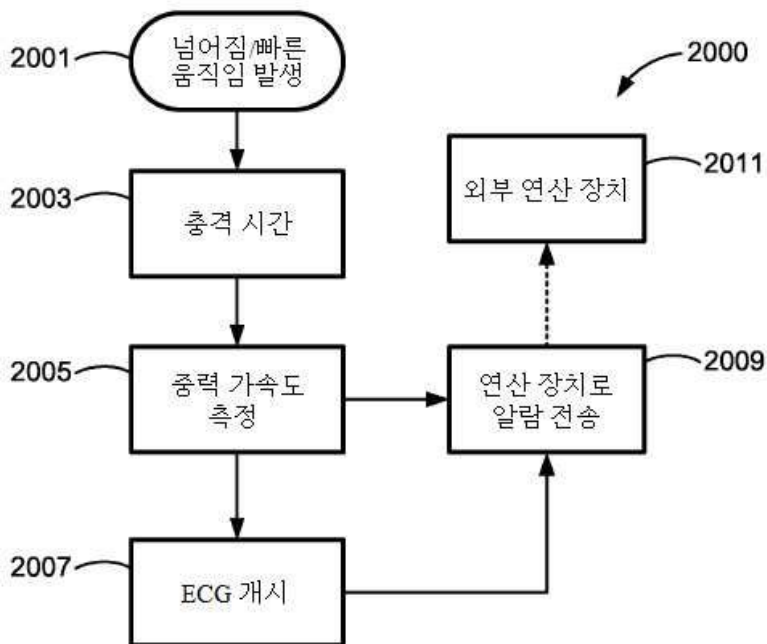 2001
넘어짐/빠른
움직임 발생
2000
2003
충격 시간
외부 연산 장치
2011
2005
중력 가속도
측정
연산 장치로
알람 전송
2009
2007
ECG 개시